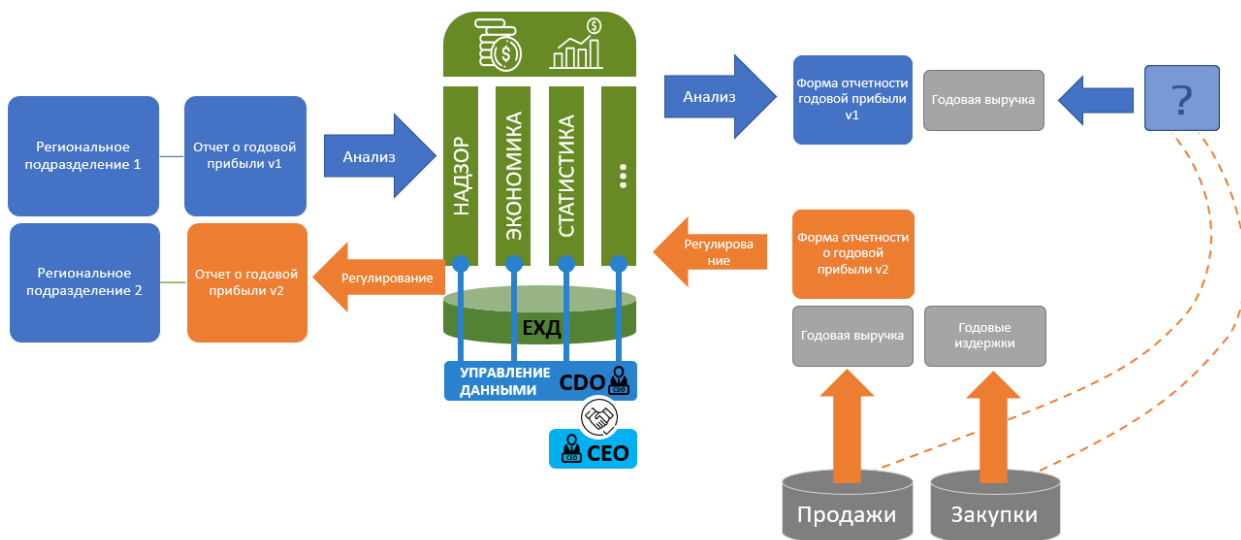 Региональное
подразделение 1
Отчет о годовой
прибыли v1
Анализ
Региональное
подразделение 2
Отчет о годовой
прибыли v2
Регулирование
$
$
НАДЗОР
ЭКОНОМИКА
СТАТИСТИКА
...
ЕХД
УПРАВЛЕНИЕ
ДАННЫМИ
CDO
CDO
CEO
CEO
Анализ
Форма отчетности
годовой прибыли
v1
Годовая выручка
?
Регулирова
ние
Форма отчетности
о годовой
прибыли v2
Годовая выручка
Годовые
издержки
Продажи
Закупки